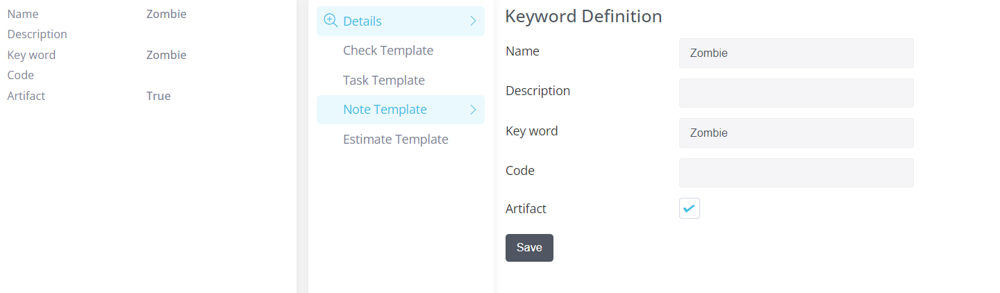 Name Zombie
Description
Key word Zombie
Code
Artifact True
Details
Check Template
Task Template
Note Template
Estimate Template
Keyword Definition
Name Zombie
Description
Key word Zombie
Code
Artifact
Save